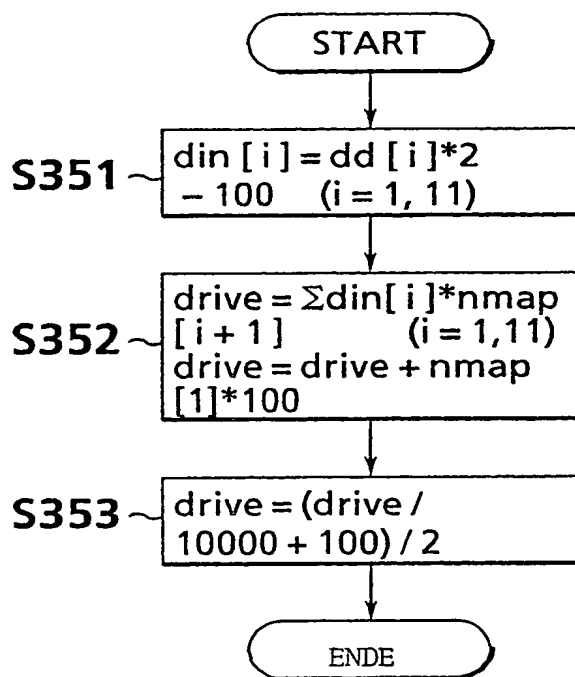 START
S351
din [ i ] = dd [ i ]*2
– 100 (i = 1, 11)
S352
drive = Σdin[ i ]*nmap
[ i + 1 ] (i = 1,11)
drive = drive + nmap
[1]*100
S353
drive = (drive /
10000 + 100) / 2
ENDE